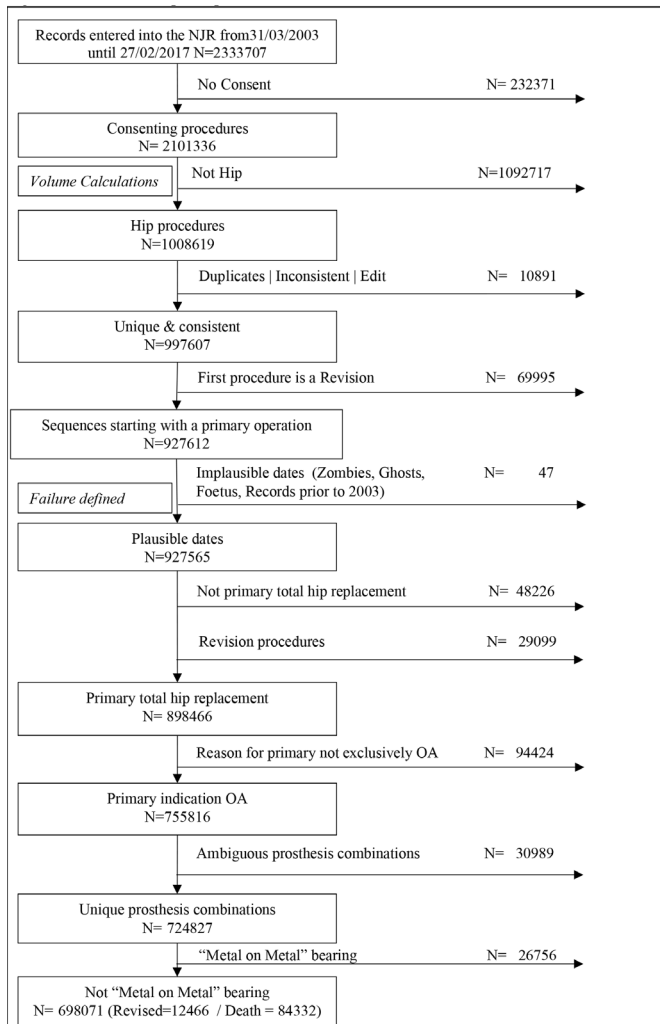 Records entered into the NJR from31/03/2003
until 27/02/2017 N=2333707
No Consent N= 232371
Consenting procedures
N= 2101336
Volume Calculations
Not Hip N=1092717
Hip procedures
N=1008619
Duplicates | Inconsistent | Edit N= 10891
Unique & consistent
N=997607
First procedure is a Revision N= 69995
Sequences starting with a primary operation
N=927612
Implausible dates (Zombies, Ghosts, N= 47
Foetus, Records prior to 2003)
Failure defined
Plausible dates
N=927565
Not primary total hip replacement N= 48226
Revision procedures N= 29099
Primary total hip replacement
N= 898466
Reason for primary not exclusively OA N= 94424
Primary indication OA
N=755816
Ambiguous prosthesis combinations N= 30989
Unique prosthesis combinations
N= 724827
“Metal on Metal” bearing N= 26756
Not “Metal on Metal” bearing
N= 698071 (Revised=12466 / Death = 84332)